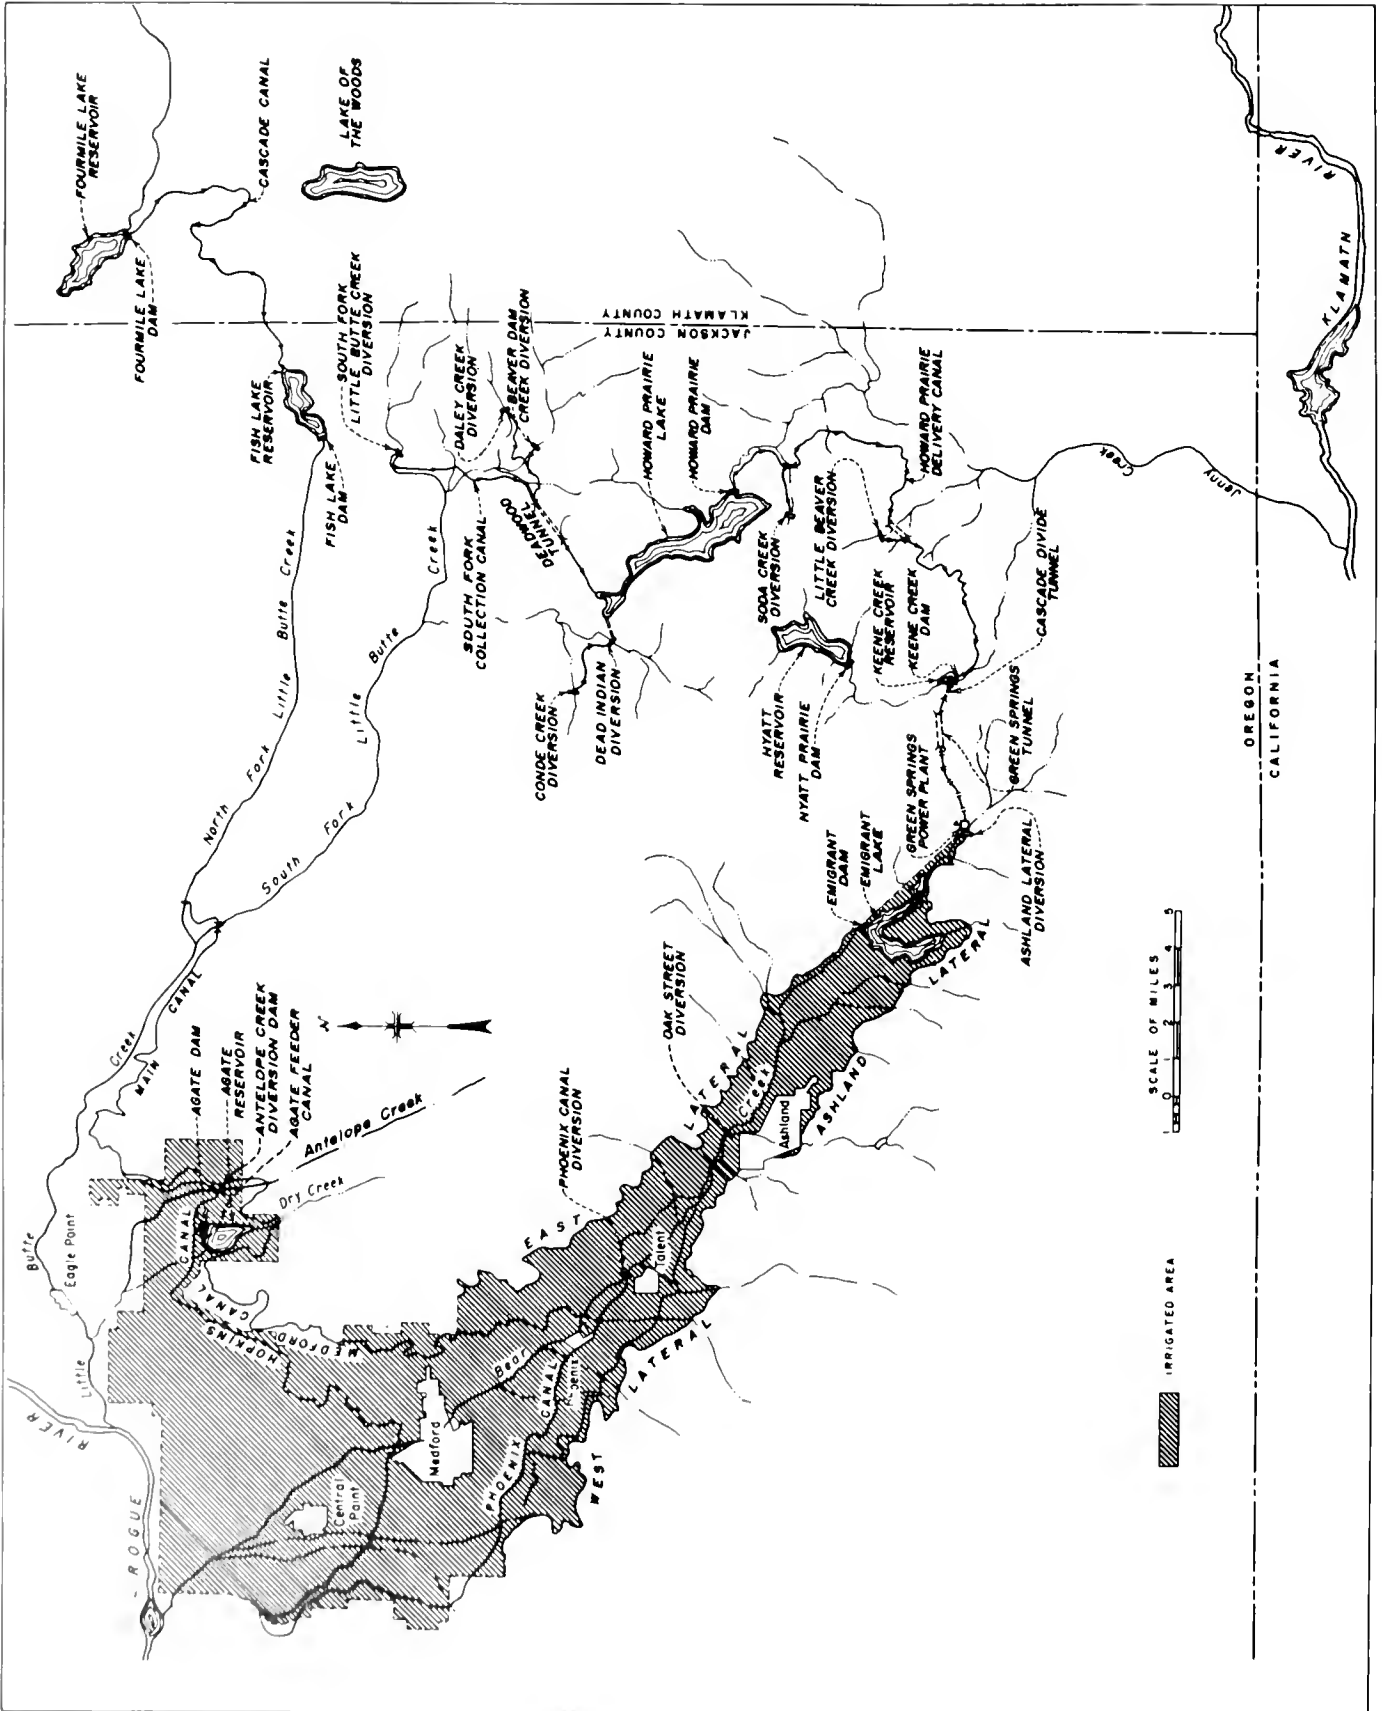 FOURMILE LAKE
RESERVOIR
CASCADE CANAL
LAKE OF
THE WOODS
FOURMILE LAKE
DAM
FISH LAKE
RESERVOIR
FISH LAKE
DAM
SOUTH FORK
LITTLE BUTTE CREEK
DIVERSION
DALEY CREEK
DIVERSION
BEAVER DAM
CREEK DIVERSION
KLAMATH COUNTY
JACKSON COUNTY
HOWARD PRAIRIE
LAKE
HOWARD PRAIRIE
DAM
SOUTH FORK
COLLECTION CANAL
DEADWOOD
TUNNEL
CONDE CREEK
DIVERSION
DEAD INDIAN
DIVERSION
SODA CREEK
DIVERSION
LITTLE BEAVER
CREEK DIVERSION
HOWARD PRAIRIE
DELIVERY CANAL
HYATT
RESERVOIR
HYATT PRAIRIE
DAM
KEENE CREEK
RESERVOIR
KEENE CREEK
DAM
CASCADE DIVIDE
TUNNEL
GREEN SPRINGS
TUNNEL
GREEN SPRINGS
POWER PLANT
EMIGRANT
DAM
EMIGRANT
LAKE
ASHLAND LATERAL
DIVERSION
Jenny Creek
KLAMATH RIVER
OREGON
CALIFORNIA
North Fork Little Butte Creek
South Fork Little Butte Creek
Little Butte Creek
MAIN CANAL
N
AGATE DAM
AGATE
RESERVOIR
ANTELOPE CREEK
DIVERSION DAM
AGATE FEEDER
CANAL
Antelope Creek
Dry Creek
Eagle Point
ROGUE RIVER
HOPKINS CANAL
MEDFORD CANAL
Medford
Central
Point
PHOENIX CANAL
Phoenix
Bear Creek
Talent
Ashland
EAST LATERAL
WEST LATERAL
ASHLAND LATERAL
PHOENIX CANAL
DIVERSION
OAK STREET
DIVERSION
SCALE OF MILES
1 0 1 2 3 4 5
IRRIGATED AREA